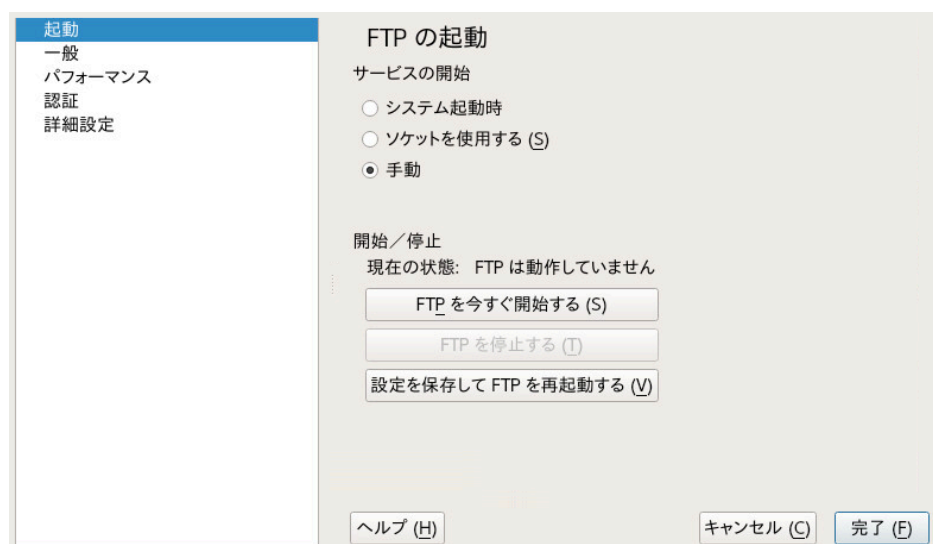 起動
一般
パフォーマンス
認証
詳細設定
FTP の起動
サービスの開始
システム起動時
ソケットを使用する (S)
手動
開始／停止
現在の状態: FTP は動作していません
FTP を今すぐ開始する (S)
FTP を停止する (T)
設定を保存して FTP を再起動する (V)
ヘルプ (H)
キャンセル (C)
完了 (F)